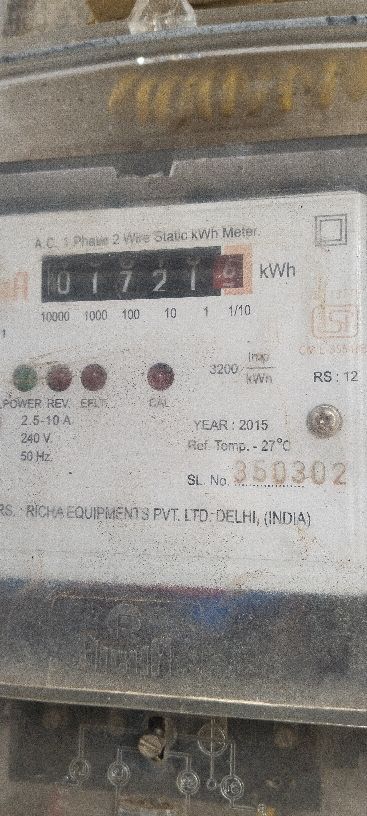 A.C. 1 Phase 2 Wire Static kWh Meter.
01721 kWh
10000 1000 100 10 1 1/10
3200 Imp/kWh
RS : 12
POWER REV. E/LT. CAL.
2.5-10 A.
240 V.
50 Hz.
YEAR : 2015
Ref. Temp. - 27°C
SL. No. 350302
RS. : RICHA EQUIPMENTS PVT. LTD. DELHI, (INDIA)